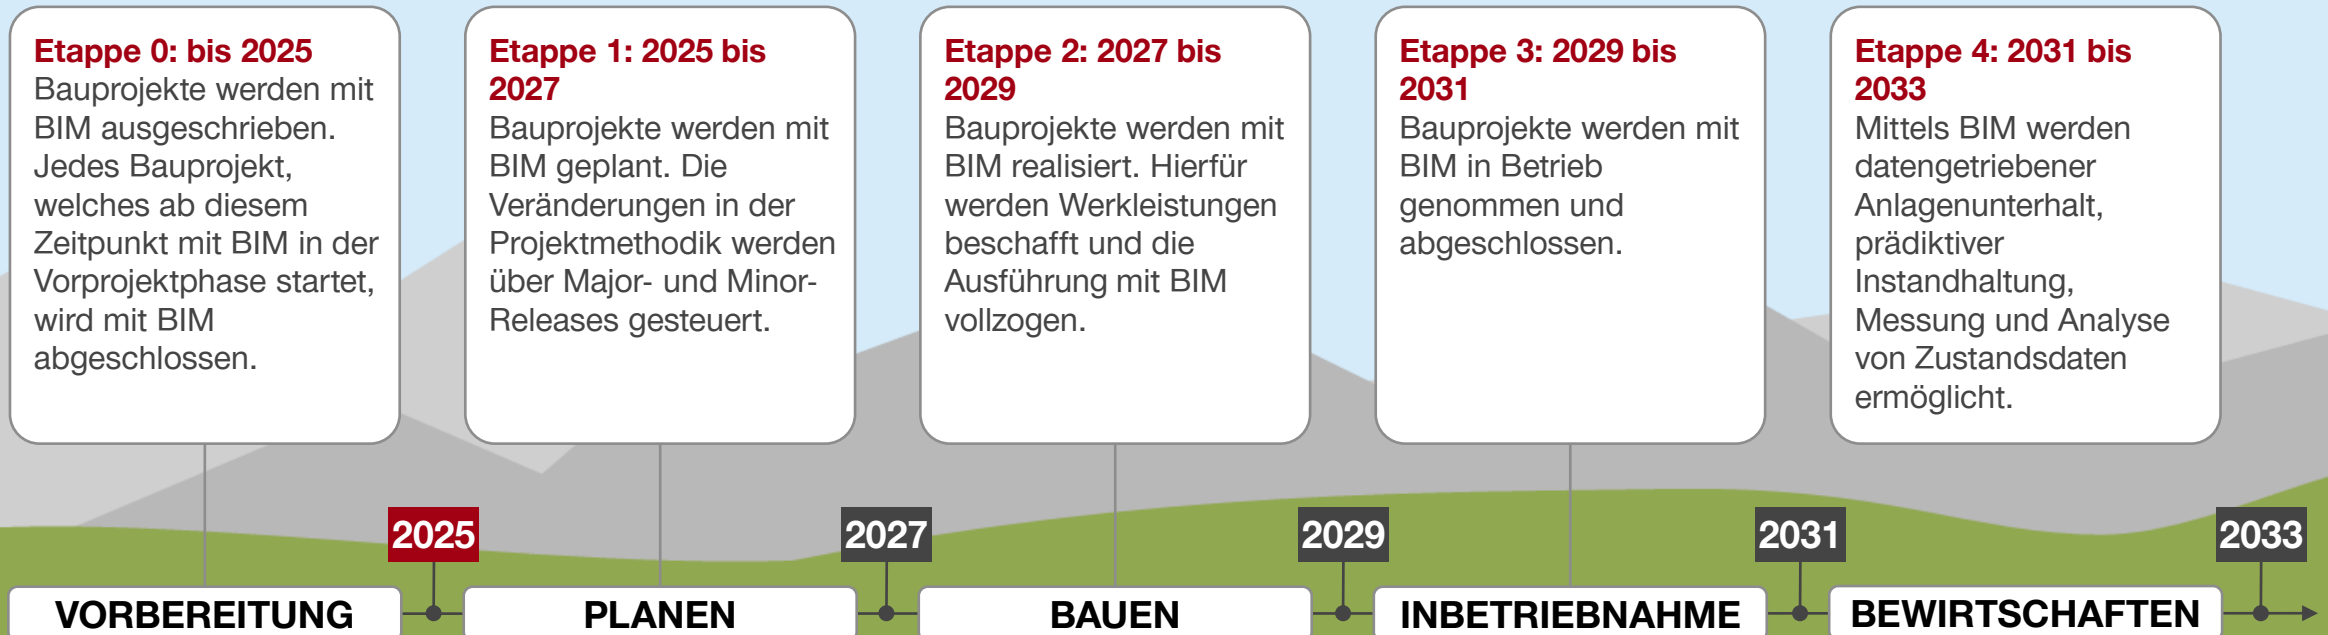 Etappe 0: bis 2025
Bauprojekte werden mit
BIM ausgeschrieben.
Jedes Bauprojekt,
welches ab diesem
Zeitpunkt mit BIM in der
Vorprojektphase startet,
wird mit BIM
abgeschlossen.
Etappe 1: 2025 bis
2027
Bauprojekte werden mit
BIM geplant. Die
Veränderungen in der
Projektmethodik werden
über Major- und Minor-
Releases gesteuert.
Etappe 2: 2027 bis
2029
Bauprojekte werden mit
BIM realisiert. Hierfür
werden Werkleistungen
beschafft und die
Ausführung mit BIM
vollzogen.
Etappe 3: 2029 bis
2031
Bauprojekte werden mit
BIM in Betrieb
genommen und
abgeschlossen.
Etappe 4: 2031 bis
2033
Mittels BIM werden
datengetriebener
Anlagenunterhalt,
prädiktiver
Instandhaltung,
Messung und Analyse
von Zustandsdaten
ermöglicht.
2025
2027
2029
2031
2033
VORBEREITUNG
PLANEN
BAUEN
INBETRIEBNAHME
BEWIRTSCHAFTEN